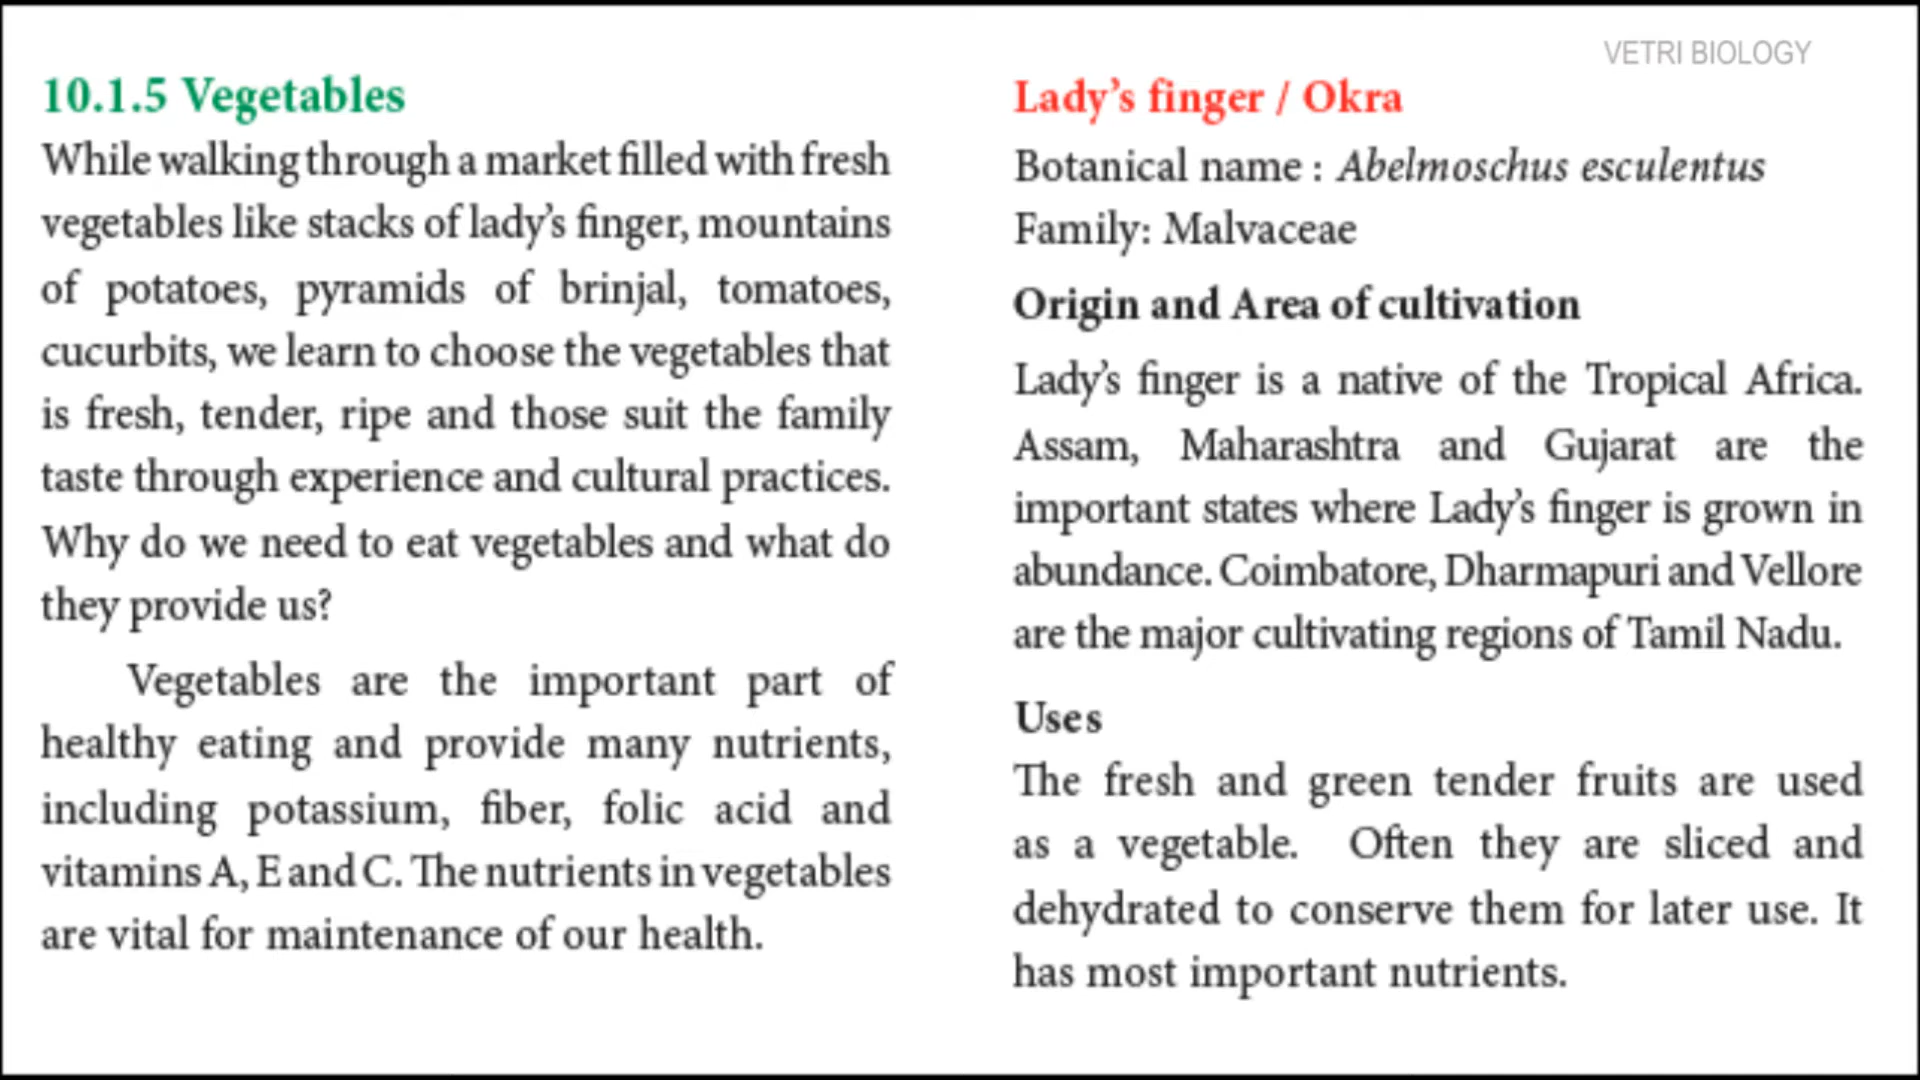 VETRI BIOLOGY
10.1.5 Vegetables
While walking through a market filled with fresh
vegetables like stacks of lady's finger, mountains
of potatoes, pyramids of brinjal, tomatoes,
cucurbits, we learn to choose the vegetables that
is fresh, tender, ripe and those suit the family
taste through experience and cultural practices.
Why do we need to eat vegetables and what do
they provide us?
Vegetables are the important part of
healthy eating and provide many nutrients,
including potassium, fiber, folic acid and
vitamins A, E and C. The nutrients in vegetables
are vital for maintenance of our health.
Lady's finger / Okra
Botanical name : Abelmoschus esculentus
Family: Malvaceae
Origin and Area of cultivation
Lady's finger is a native of the Tropical Africa.
Assam, Maharashtra and Gujarat are the
important states where Lady's finger is grown in
abundance. Coimbatore, Dharmapuri and Vellore
are the major cultivating regions of Tamil Nadu.
Uses
The fresh and green tender fruits are used
as a vegetable. Often they are sliced and
dehydrated to conserve them for later use. It
has most important nutrients.